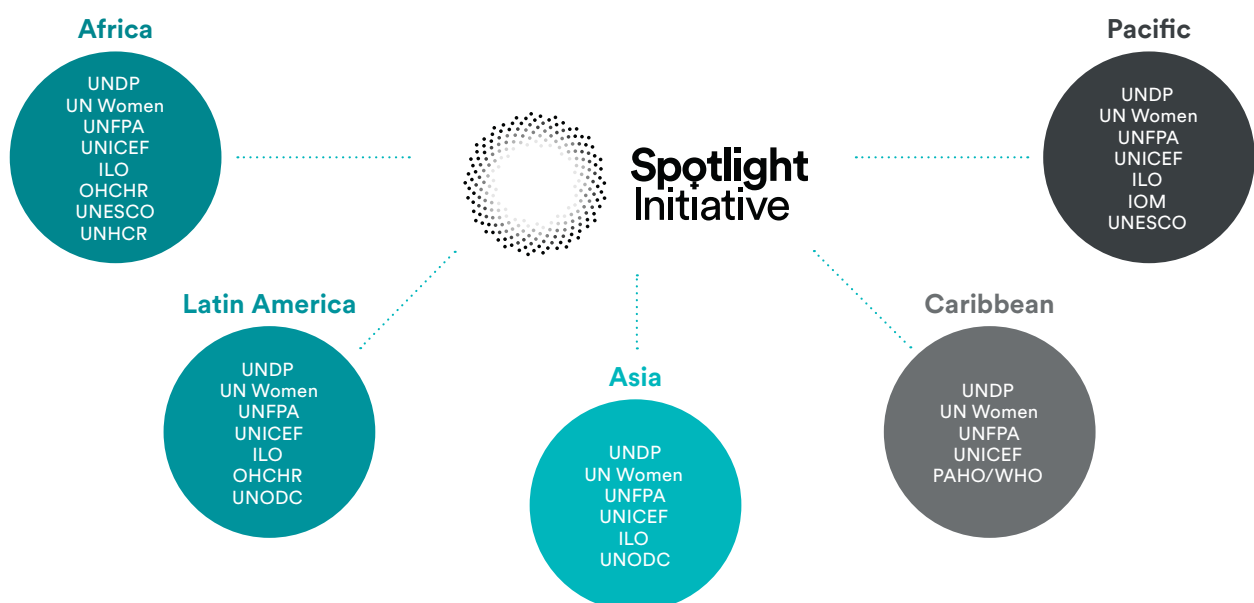 Africa
UNDP
UN Women
UNFPA
UNICEF
ILO
OHCHR
UNESCO
UNHCR
Spotlight
Initiative
Pacific
UNDP
UN Women
UNFPA
UNICEF
ILO
IOM
UNESCO
Latin America
UNDP
UN Women
UNFPA
UNICEF
ILO
OHCHR
UNODC
Asia
UNDP
UN Women
UNFPA
UNICEF
ILO
UNODC
Caribbean
UNDP
UN Women
UNFPA
UNICEF
PAHO/WHO